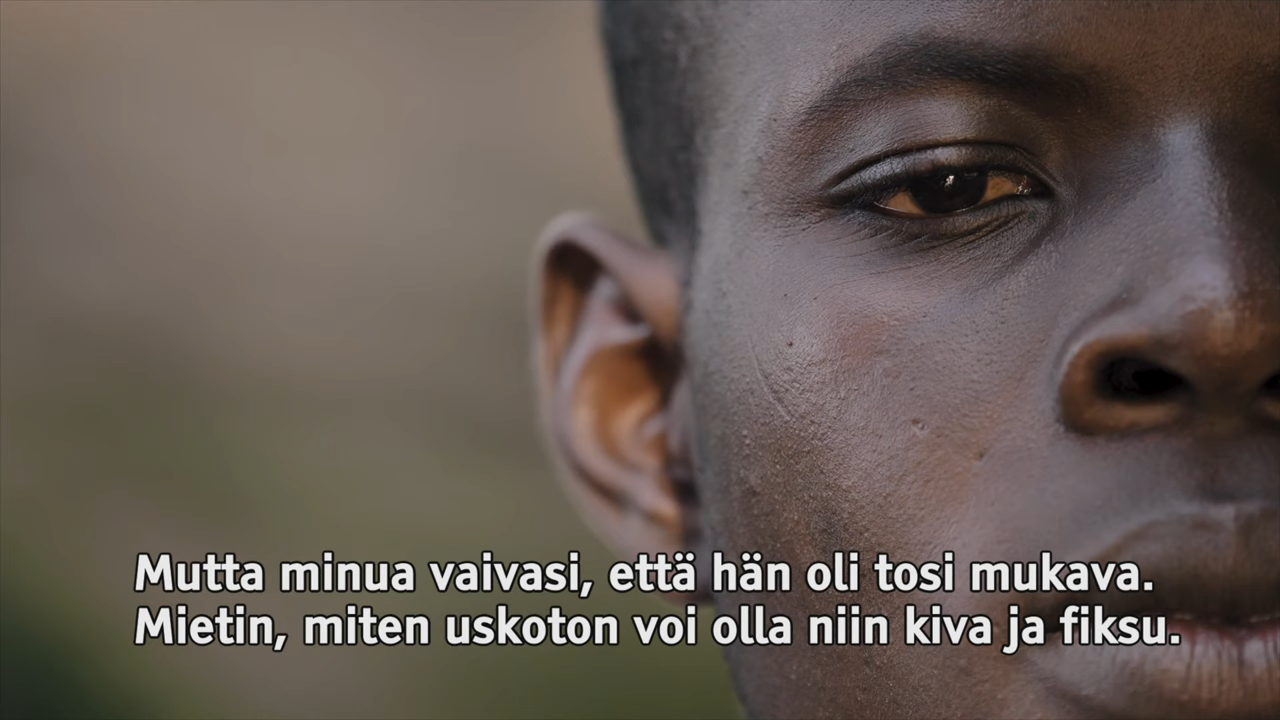 Mutta minua vaivasi, että hän oli tosi mukava.
Mietin, miten uskoton voi olla niin kiva ja fiksu.